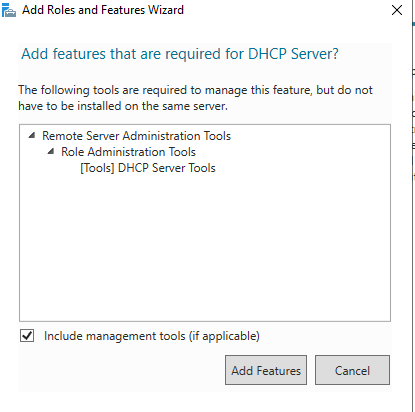 Add Roles and Features Wizard
Add features that are required for DHCP Server?
The following tools are required to manage this feature, but do not
have to be installed on the same server.
Remote Server Administration Tools
Role Administration Tools
[Tools] DHCP Server Tools
Include management tools (if applicable)
Add Features
Cancel